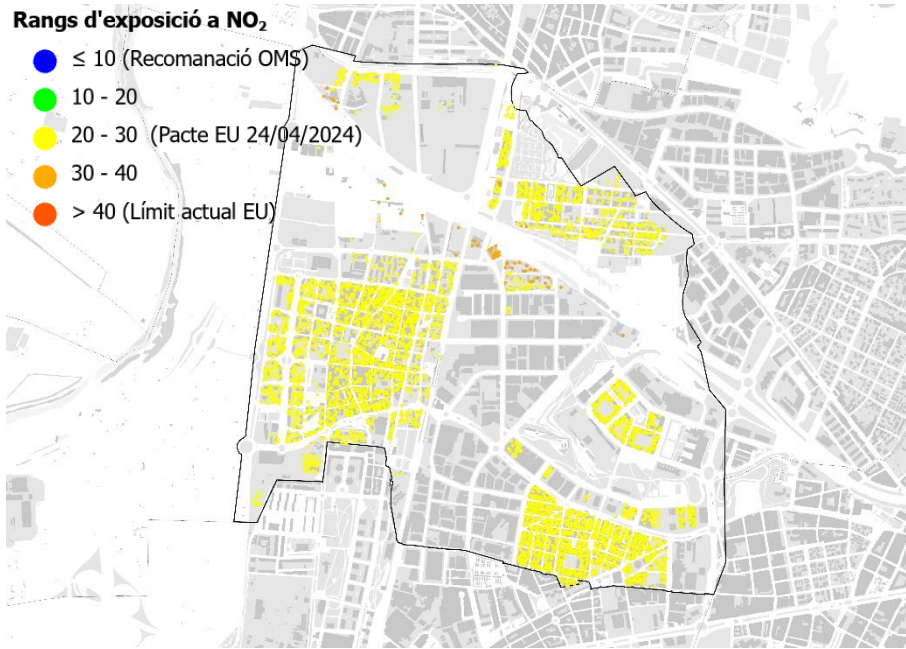 Rangs d'exposició a NO₂
≤ 10 (Recomanació OMS)
10 - 20
20 - 30 (Pacte EU 24/04/2024)
30 - 40
> 40 (Límit actual EU)